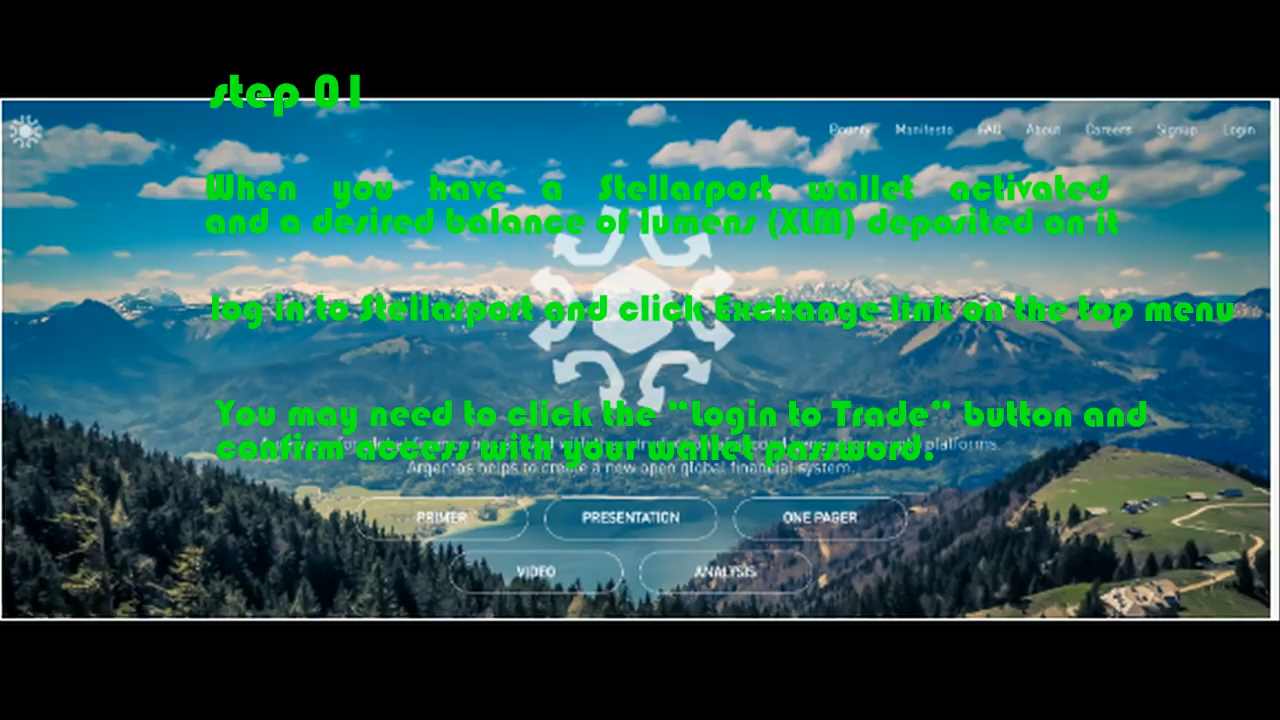 step 01
Bounty Manifesto FAQ About Careers Signup Login
When you have a Stellarport wallet activated
and a desired balance of lumens (XLM) deposited on it
log in to Stellarport and click Exchange link on the top menu
You may need to click the “Login to Trade” button and
confirm access with your wallet password.
platforms.
Argentas helps to create a new open global financial system.
PRIMER PRESENTATION ONE PAGER
VIDEO ANALYSIS